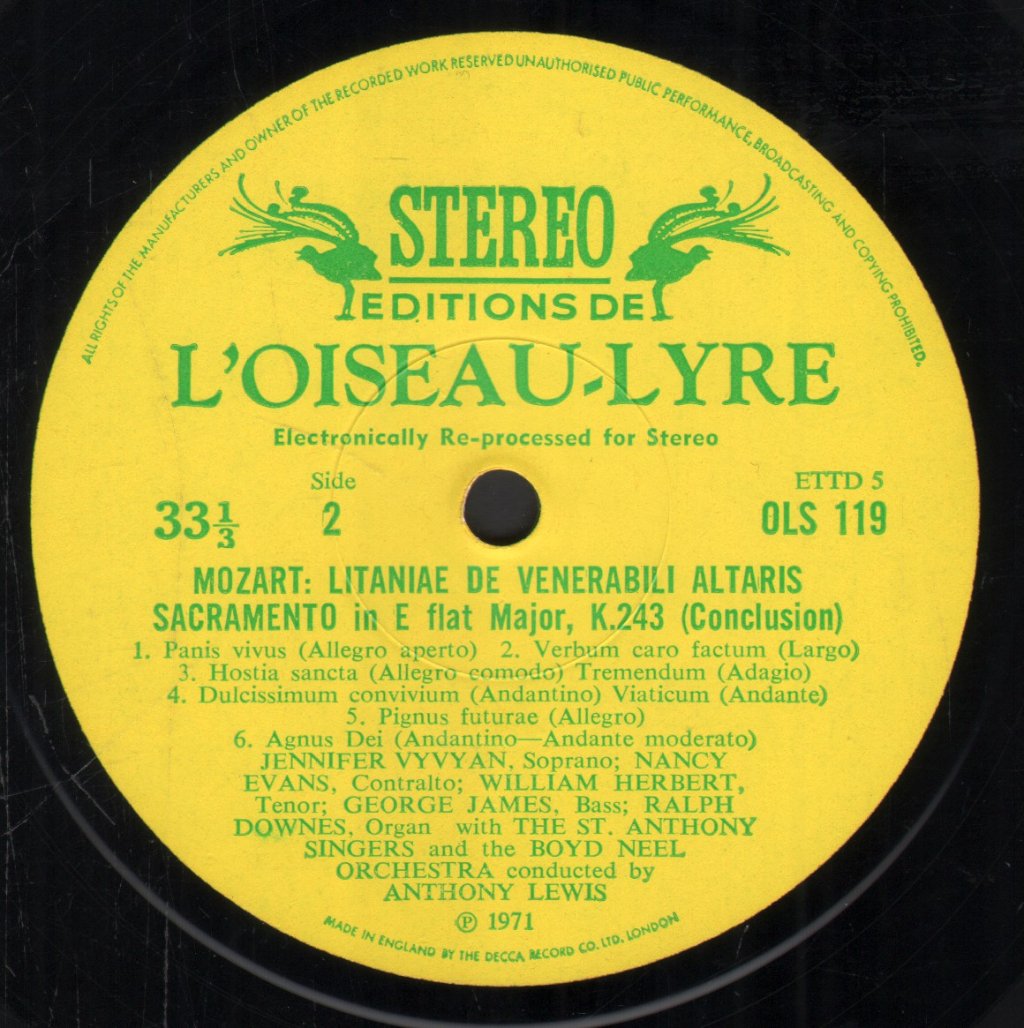 ALL RIGHTS OF THE MANUFACTURERS AND OWNER OF THE RECORDED WORK RESERVED UNAUTHORISED PUBLIC PERFORMANCE, BROADCASTING AND COPYING PROHIBITED.
STEREO
EDITIONS DE
L'OISEAU-LYRE
Electronically Re-processed for Stereo
Side ETTD 5
33⅓ 2 OLS 119
MOZART: LITANIAE DE VENERABILI ALTARIS
SACRAMENTO in E flat Major, K.243 (Conclusion)
1. Panis vivus (Allegro aperto) 2. Verbum caro factum (Largo)
3. Hostia sancta (Allegro comodo) Tremendum (Adagio)
4. Dulcissimum convivium (Andantino) Viaticum (Andante)
5. Pignus futurae (Allegro)
6. Agnus Dei (Andantino—Andante moderato)
JENNIFER VYVYAN, Soprano; NANCY
EVANS, Contralto; WILLIAM HERBERT,
Tenor; GEORGE JAMES, Bass; RALPH
DOWNES, Organ with THE ST. ANTHONY
SINGERS and the BOYD NEEL
ORCHESTRA conducted by
ANTHONY LEWIS
℗ 1971
MADE IN ENGLAND BY THE DECCA RECORD CO. LTD. LONDON